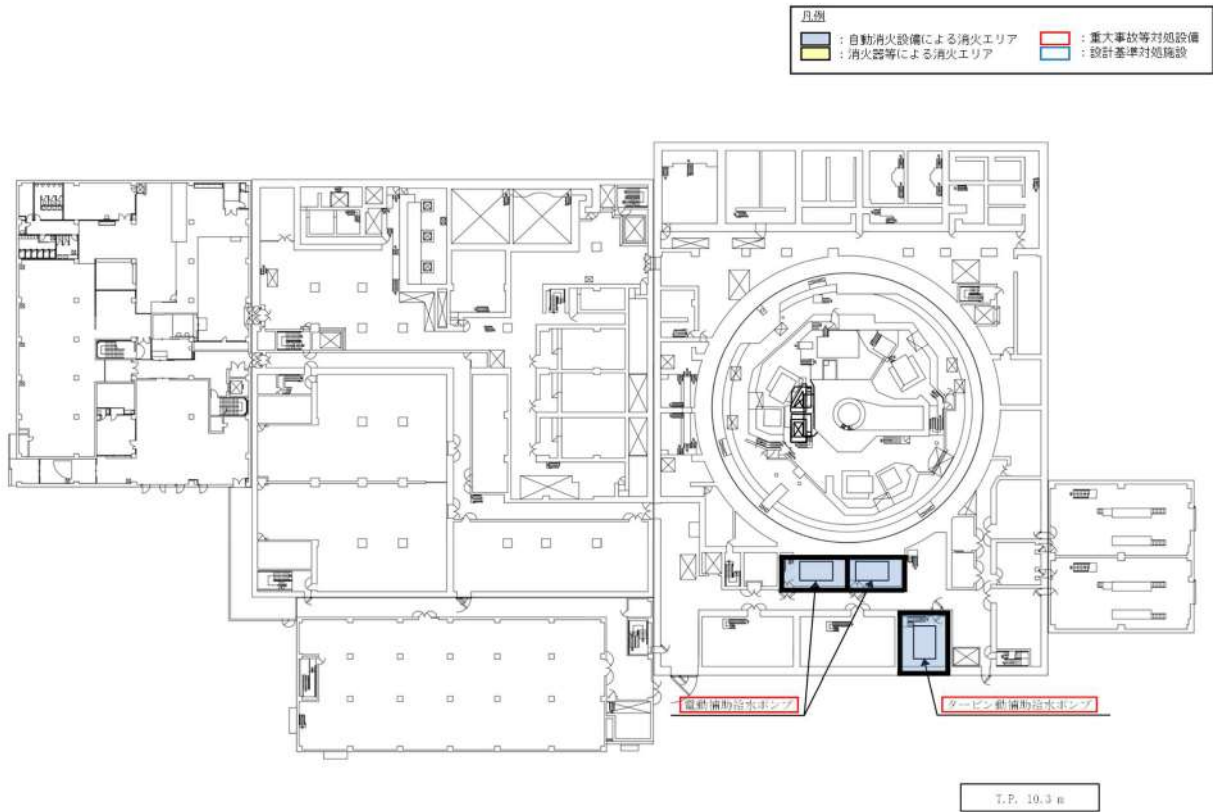 凡例
：自動消火設備による消火エリア
：消火器等による消火エリア
：重大事故等対処設備
：設計基準対処施設
電動補助給水ポンプ
タービン動補助給水ポンプ
T.P. 10.3 m